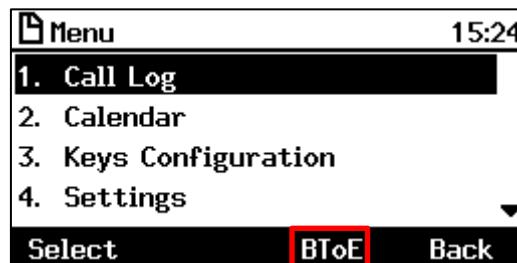 Menu 15:24
1. Call Log
2. Calendar
3. Keys Configuration
4. Settings
Select BToE Back